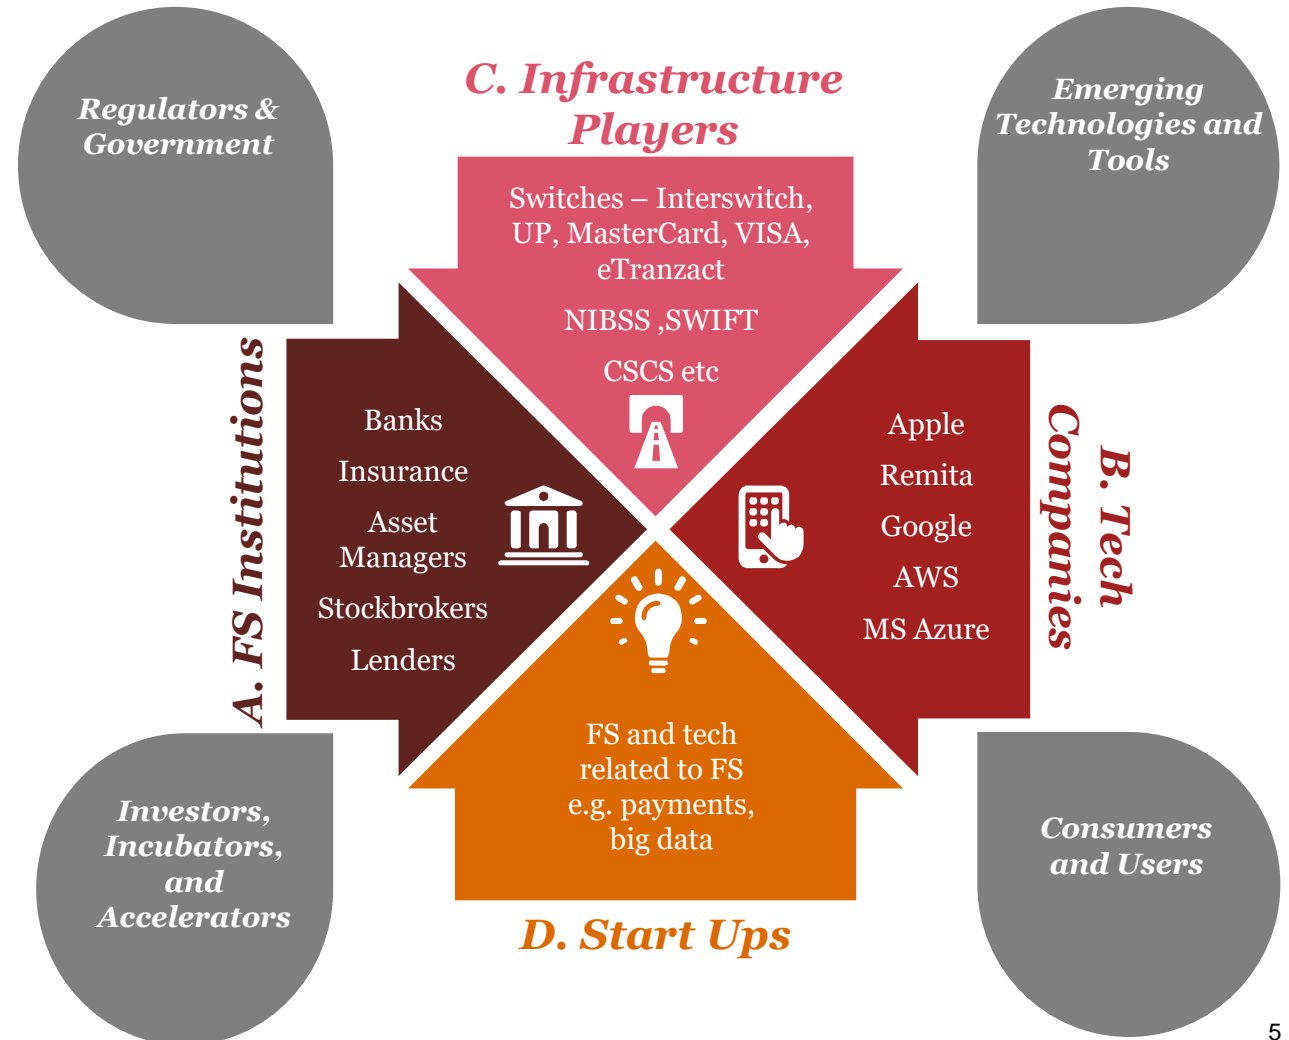 Regulators &
Government
C. Infrastructure
Players
Emerging
Technologies and
Tools
Switches – Interswitch,
UP, MasterCard, VISA,
eTranzact
NIBSS ,SWIFT
CSCS etc
A. FS Institutions
Banks
Insurance
Asset
Managers
Stockbrokers
Lenders
Apple
Remita
Google
AWS
MS Azure
B. Tech
Companies
FS and tech
related to FS
e.g. payments,
big data
D. Start Ups
Investors,
Incubators,
and
Accelerators
Consumers
and Users
5